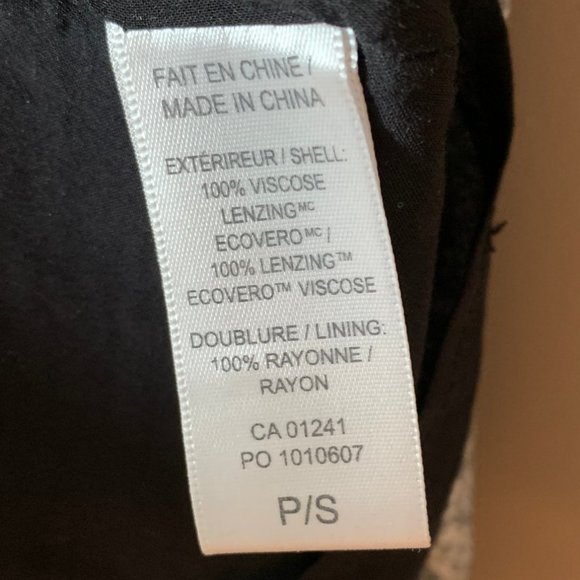 FAIT EN CHINE /
MADE IN CHINA
EXTÉRIREUR / SHELL:
100% VISCOSE
LENZINGᴹᶜ
ECOVEROᴹᶜ /
100% LENZING™
ECOVERO™ VISCOSE
DOUBLURE / LINING:
100% RAYONNE /
RAYON
CA 01241
PO 1010607
P/S